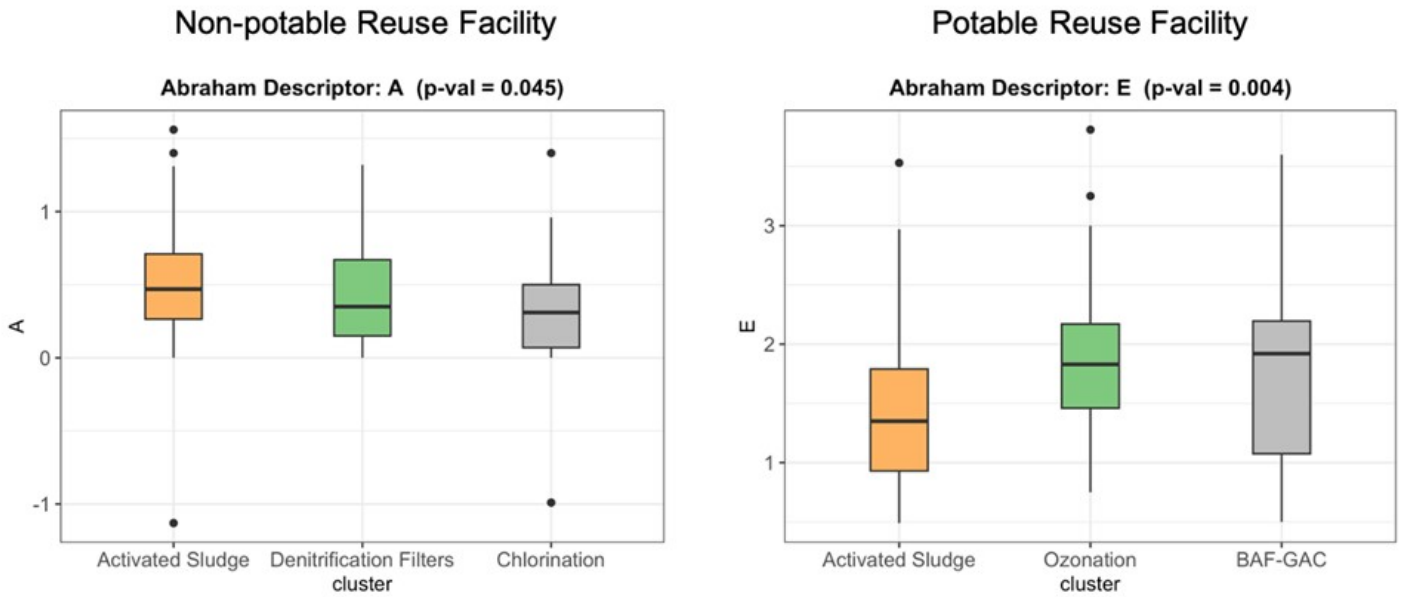 Non-potable Reuse Facility
Abraham Descriptor: A (p-val = 0.045)
A
1
0
-1
Activated Sludge Denitrification Filters Chlorination
cluster
Potable Reuse Facility
Abraham Descriptor: E (p-val = 0.004)
E
3
2
1
Activated Sludge Ozonation BAF-GAC
cluster